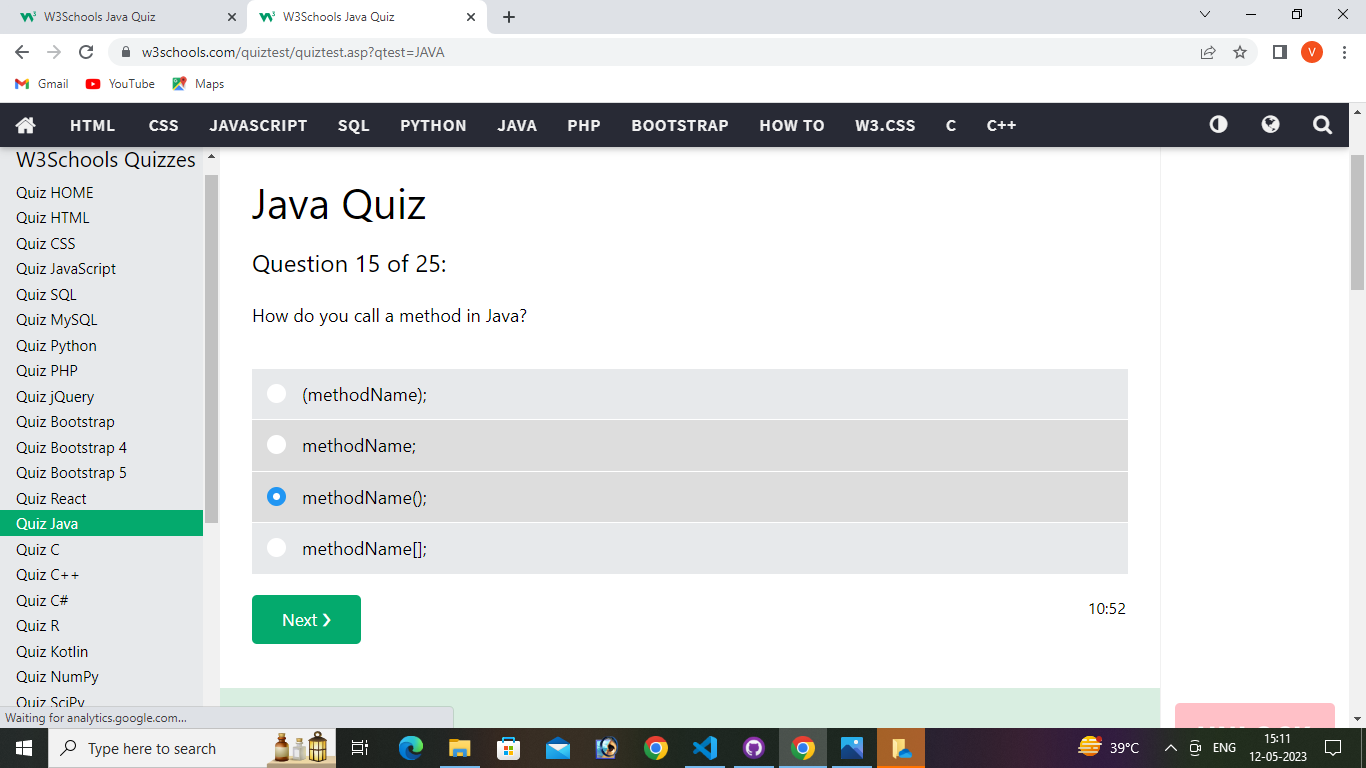 W3Schools Java Quiz
W3Schools Java Quiz
w3schools.com/quiztest/quiztest.asp?qtest=JAVA
V
Gmail YouTube Maps
HTML CSS JAVASCRIPT SQL PYTHON JAVA PHP BOOTSTRAP HOW TO W3.CSS C C++
W3Schools Quizzes
Quiz HOME
Quiz HTML
Quiz CSS
Quiz JavaScript
Quiz SQL
Quiz MySQL
Quiz Python
Quiz PHP
Quiz jQuery
Quiz Bootstrap
Quiz Bootstrap 4
Quiz Bootstrap 5
Quiz React
Quiz Java
Quiz C
Quiz C++
Quiz C#
Quiz R
Quiz Kotlin
Quiz NumPy
Quiz SciPy
Java Quiz
Question 15 of 25:
How do you call a method in Java?
(methodName);
methodName;
methodName();
methodName[];
Next ❯
10:52
Waiting for analytics.google.com...
Type here to search
39°C
ENG
15:11
12-05-2023